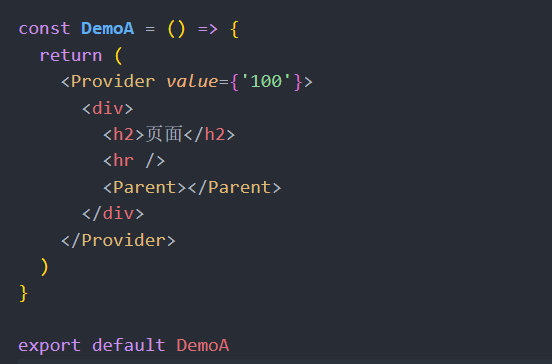 const DemoA = () => {
  return (
    <Provider value={'100'}>
      <div>
        <h2>页面</h2>
        <hr />
        <Parent></Parent>
      </div>
    </Provider>
  )
}

export default DemoA